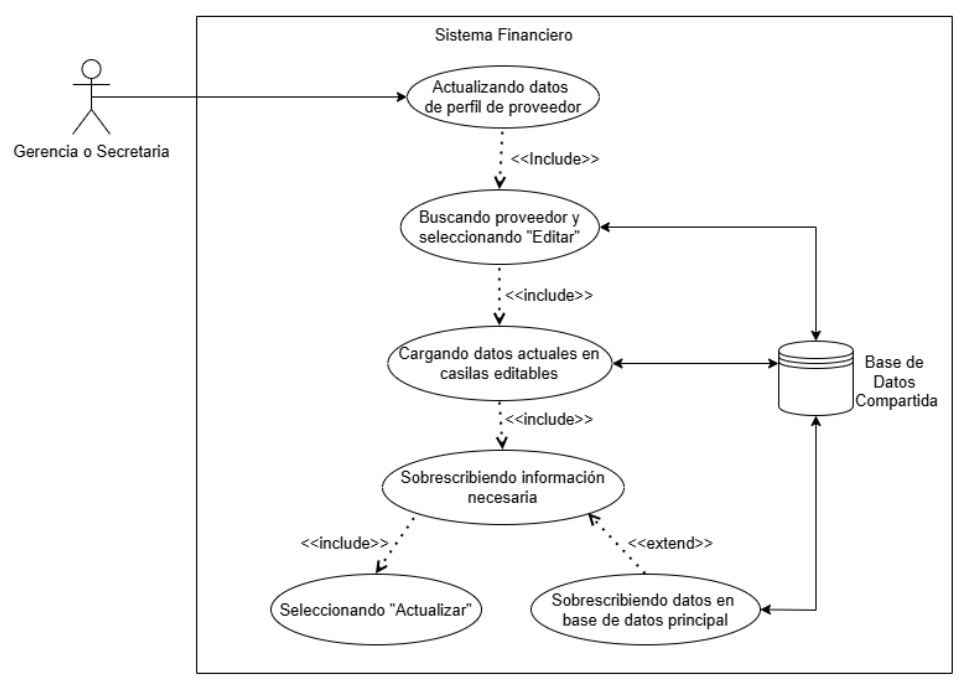 Sistema Financiero
Actualizando datos
de perfil de proveedor
Gerencia o Secretaria
<<Include>>
Buscando proveedor y
seleccionando "Editar"
<<include>>
Cargando datos actuales en
casilas editables
Base de
Datos
Compartida
<<include>>
Sobrescribiendo información
necesaria
<<include>>
<<extend>>
Seleccionando "Actualizar"
Sobrescribiendo datos en
base de datos principal